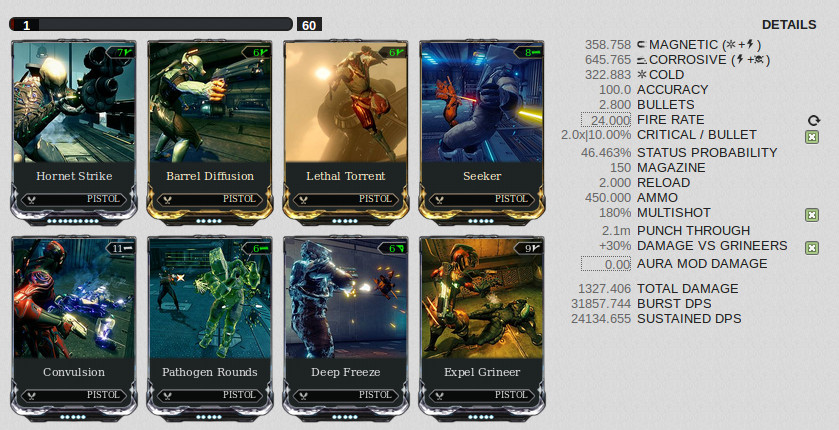 1
60
DETAILS
7
6
6
8
Hornet Strike
Barrel Diffusion
Lethal Torrent
Seeker
PISTOL
PISTOL
PISTOL
PISTOL
11
6
6
9
Convulsion
Pathogen Rounds
Deep Freeze
Expel Grineer
PISTOL
PISTOL
PISTOL
PISTOL
358.758 MAGNETIC ( + )
645.765 CORROSIVE ( + )
322.883 COLD
100.0 ACCURACY
2.800 BULLETS
24.000 FIRE RATE
2.0x|10.00% CRITICAL / BULLET
46.463% STATUS PROBABILITY
150 MAGAZINE
2.000 RELOAD
450.000 AMMO
180% MULTISHOT
2.1m PUNCH THROUGH
+30% DAMAGE VS GRINEERS
0.00 AURA MOD DAMAGE
1327.406 TOTAL DAMAGE
31857.744 BURST DPS
24134.655 SUSTAINED DPS